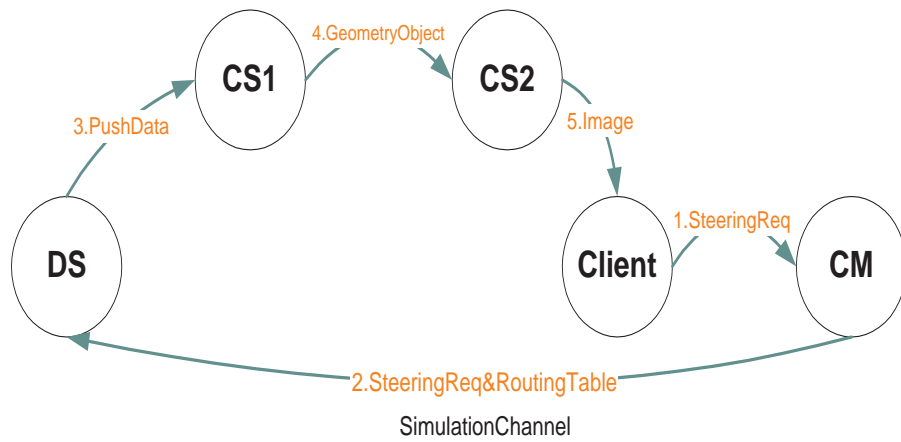 4.GeometryObject
CS1
CS2
3.PushData
5.Image
1.SteeringReq
DS
Client
CM
2.SteeringReq&RoutingTable
SimulationChannel